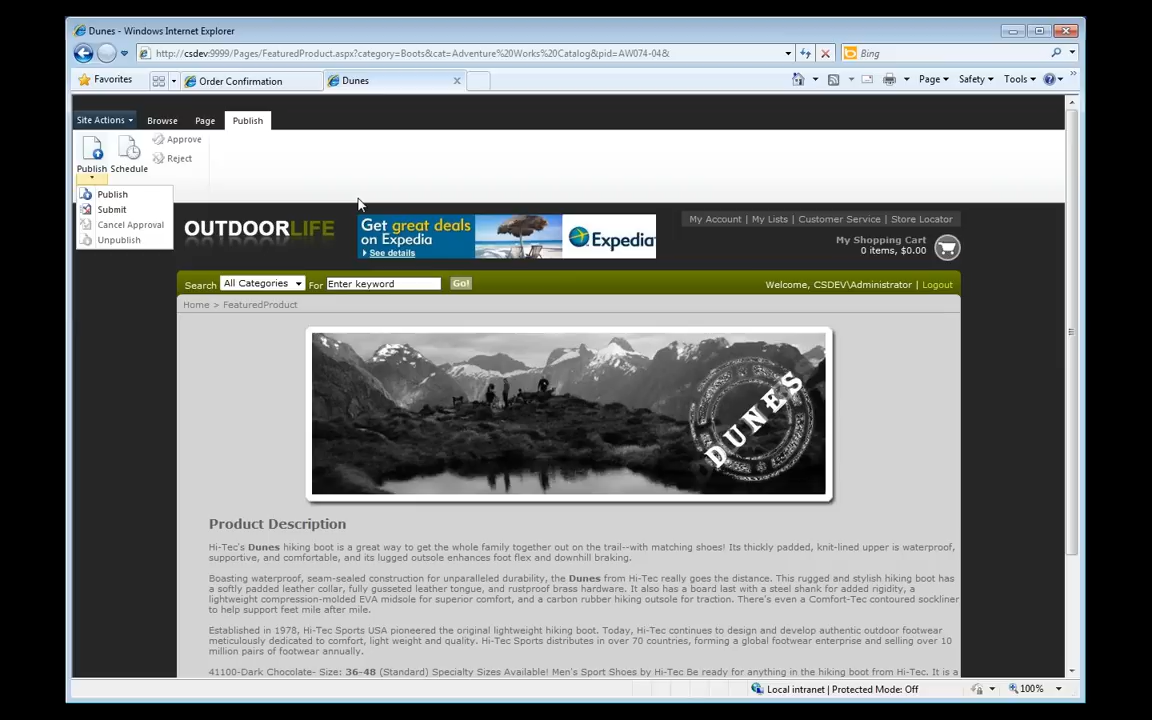 Dunes - Windows Internet Explorer
http://csdev:9999/Pages/FeaturedProduct.aspx?category=Boots&cat=Adventure%20Works%20Catalog&pid=AW074-04&
Bing
Favorites
Order Confirmation
Dunes
Page
Safety
Tools
Site Actions
Browse
Page
Publish
Publish
Schedule
Approve
Reject
Publish
Submit
Cancel Approval
Unpublish
OUTDOORLIFE
Get great deals
on Expedia
See details
Expedia
My Account | My Lists | Customer Service | Store Locator
My Shopping Cart
0 items, $0.00
Search All Categories For Enter keyword Go!
Welcome, CSDEV\Administrator | Logout
Home > FeaturedProduct
DUNES
Product Description
Hi-Tec's Dunes hiking boot is a great way to get the whole family together out on the trail--with matching shoes! Its thickly padded, knit-lined upper is waterproof,
supportive, and comfortable, and its lugged outsole enhances foot flex and downhill braking.
Boasting waterproof, seam-sealed construction for unparalleled durability, the Dunes from Hi-Tec really goes the distance. This rugged and stylish hiking boot has
a softly padded leather collar, fully gusseted leather tongue, and rustproof brass hardware. It also has a board last with a steel shank for added rigidity, a
lightweight compression-molded EVA midsole for superior comfort, and a carbon rubber hiking outsole for traction. There's even a Comfort-Tec contoured sockliner
to help support feet mile after mile.
Established in 1978, Hi-Tec Sports USA pioneered the original lightweight hiking boot. Today, Hi-Tec continues to design and develop authentic outdoor footwear
meticulously dedicated to comfort, light weight and quality. Hi-Tec Sports distributes in over 70 countries, forming a global footwear enterprise and selling over 10
million pairs of footwear annually.
41100-Dark Chocolate- Size: 36-48 (Standard) Specialty Sizes Available! Men's Sport Shoes by Hi-Tec Be ready for anything in the hiking boot from Hi-Tec. It is a
Local intranet | Protected Mode: Off
100%